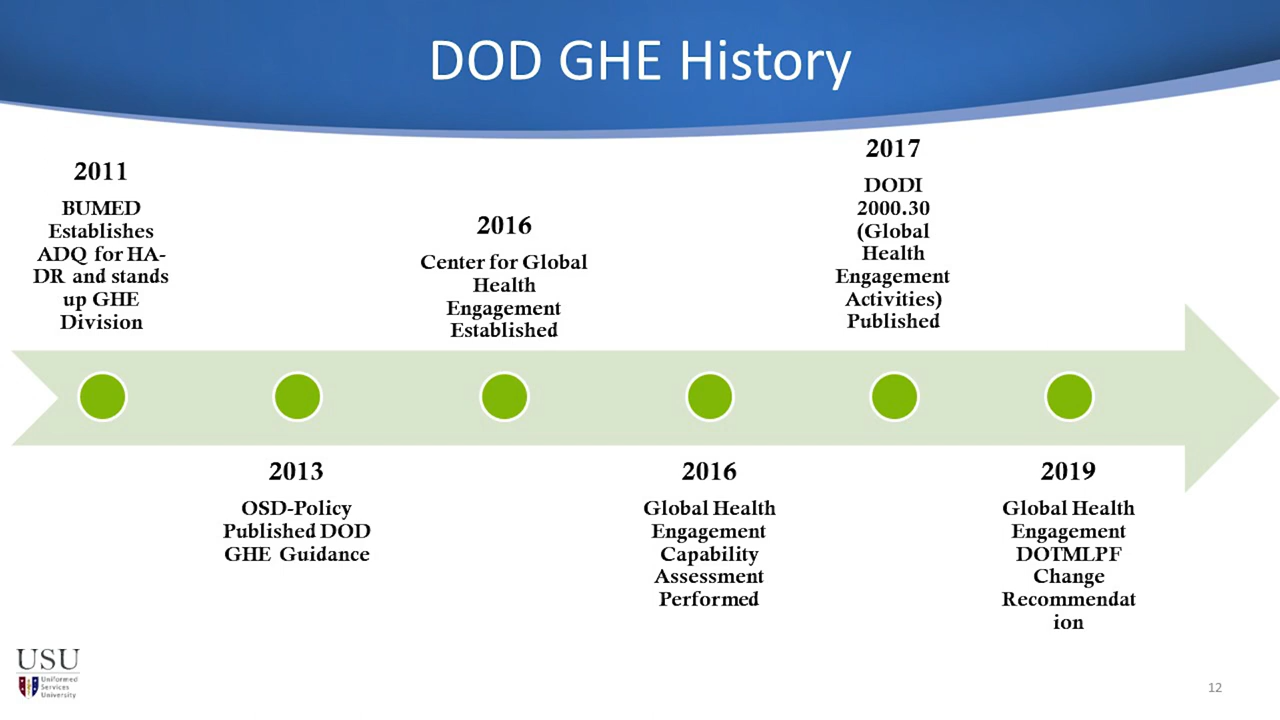 DOD GHE History
2011
BUMED
Establishes
ADQ for HA-
DR and stands
up GHE
Division
2013
OSD-Policy
Published DOD
GHE Guidance
2016
Center for Global
Health
Engagement
Established
2016
Global Health
Engagement
Capability
Assessment
Performed
2017
DODI
2000.30
(Global
Health
Engagement
Activities)
Published
2019
Global Health
Engagement
DOTMLPF
Change
Recommendat
ion
USU
Uniformed
Services
University
12